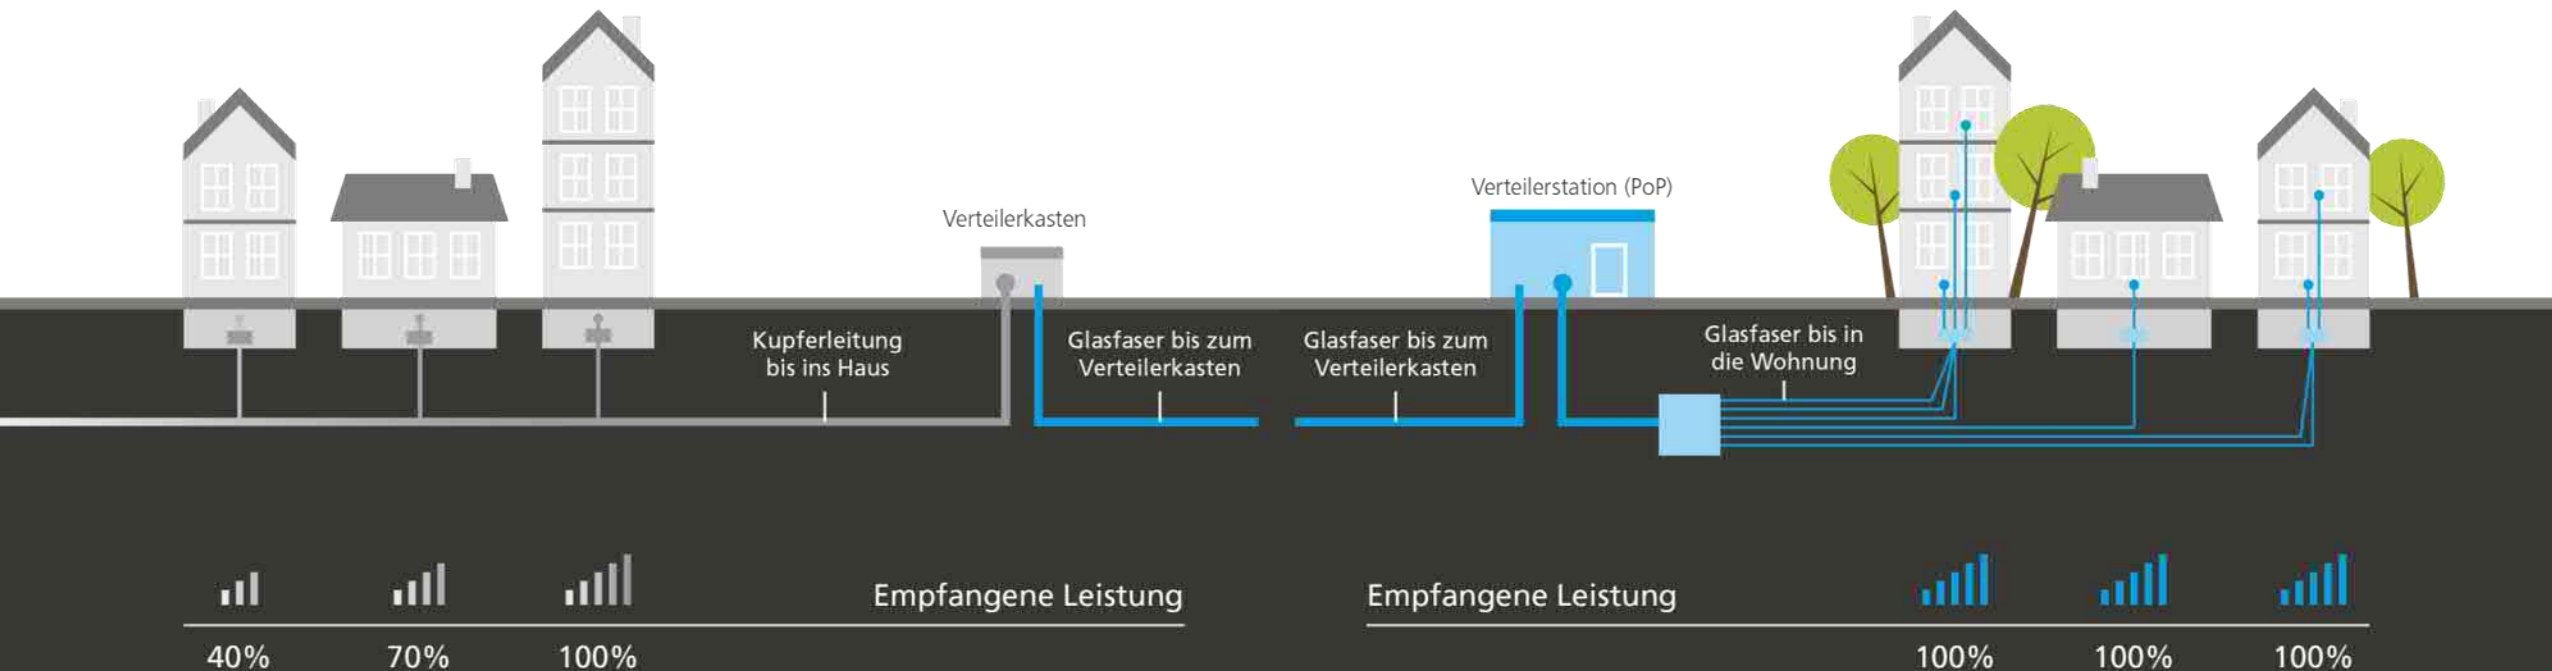 Verteilerkasten
Verteilerstation (PoP)
Kupferleitung
bis ins Haus
Glasfaser bis zum
Verteilerkasten
Glasfaser bis zum
Verteilerkasten
Glasfaser bis in
die Wohnung
Empfangene Leistung
40%
70%
100%
Empfangene Leistung
100%
100%
100%